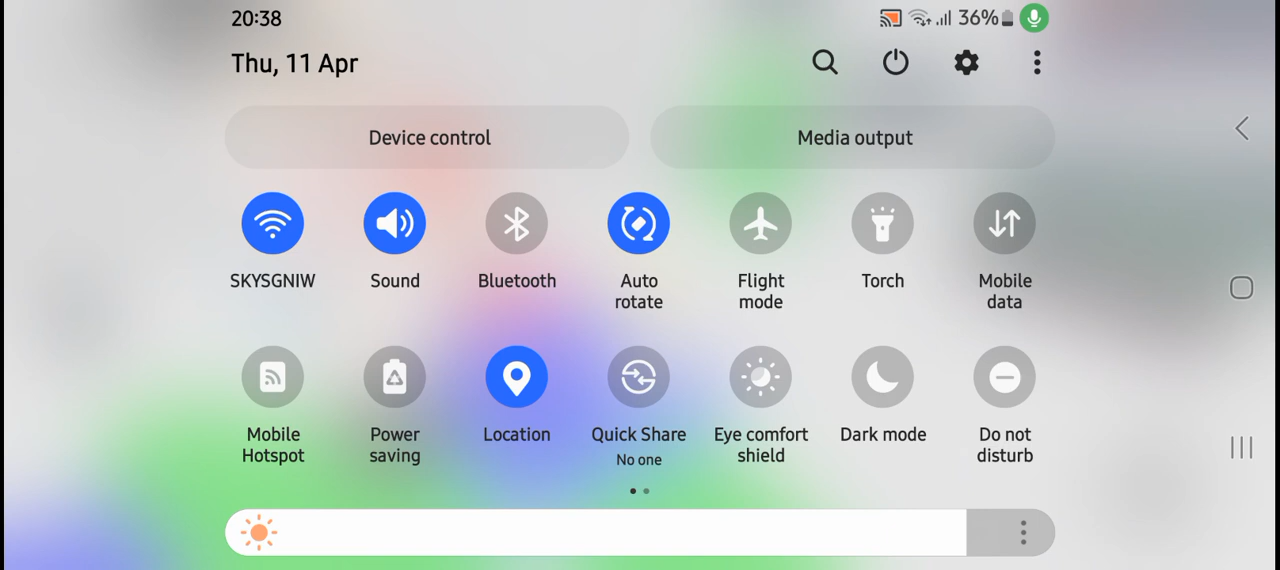 20:38
36%
Thu, 11 Apr
Device control
Media output
SKYSGNIW
Sound
Bluetooth
Auto
rotate
Flight
mode
Torch
Mobile
data
Mobile
Hotspot
Power
saving
Location
Quick Share
No one
Eye comfort
shield
Dark mode
Do not
disturb